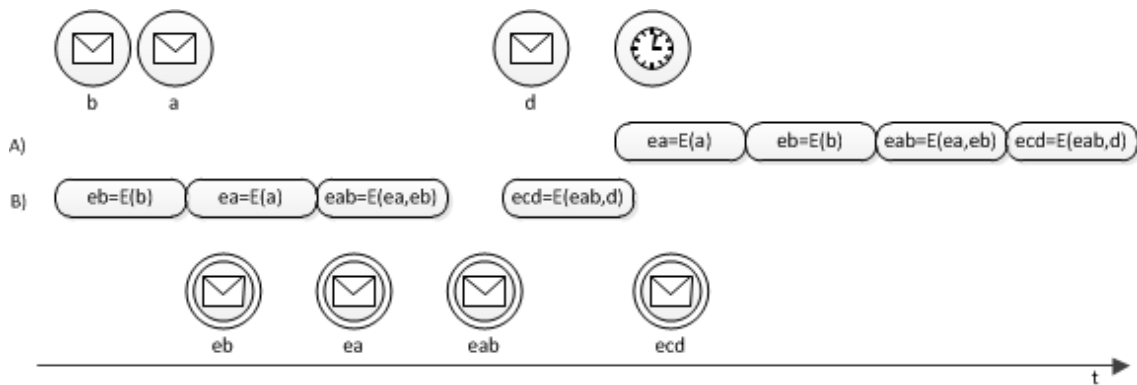 b a d
A) ea=E(a) eb=E(b) eab=E(ea,eb) ecd=E(eab,d)
B) eb=E(b) ea=E(a) eab=E(ea,eb) ecd=E(eab,d)
eb ea eab ecd
t